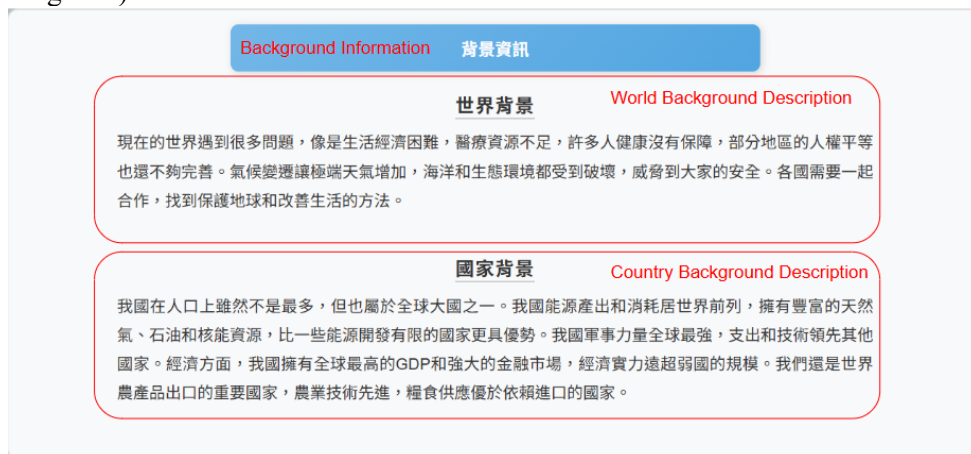 Background Information 背景資訊
世界背景 World Background Description
現在的世界遇到很多問題，像是生活經濟困難，醫療資源不足，許多人健康沒有保障，部分地區的人權平等
也還不夠完善。氣候變遷讓極端天氣增加，海洋和生態環境都受到破壞，威脅到大家的安全。各國需要一起
合作，找到保護地球和改善生活的方法。
國家背景 Country Background Description
我國在人口上雖然不是最多，但也屬於全球大國之一。我國能源產出和消耗居世界前列，擁有豐富的天然
氣、石油和核能資源，比一些能源開發有限的國家更具優勢。我國軍事力量全球最強，支出和技術領先其他
國家。經濟方面，我國擁有全球最高的GDP和強大的金融市場，經濟實力遠超弱國的規模。我們還是世界
農產品出口的重要國家，農業技術先進，糧食供應優於依賴進口的國家。